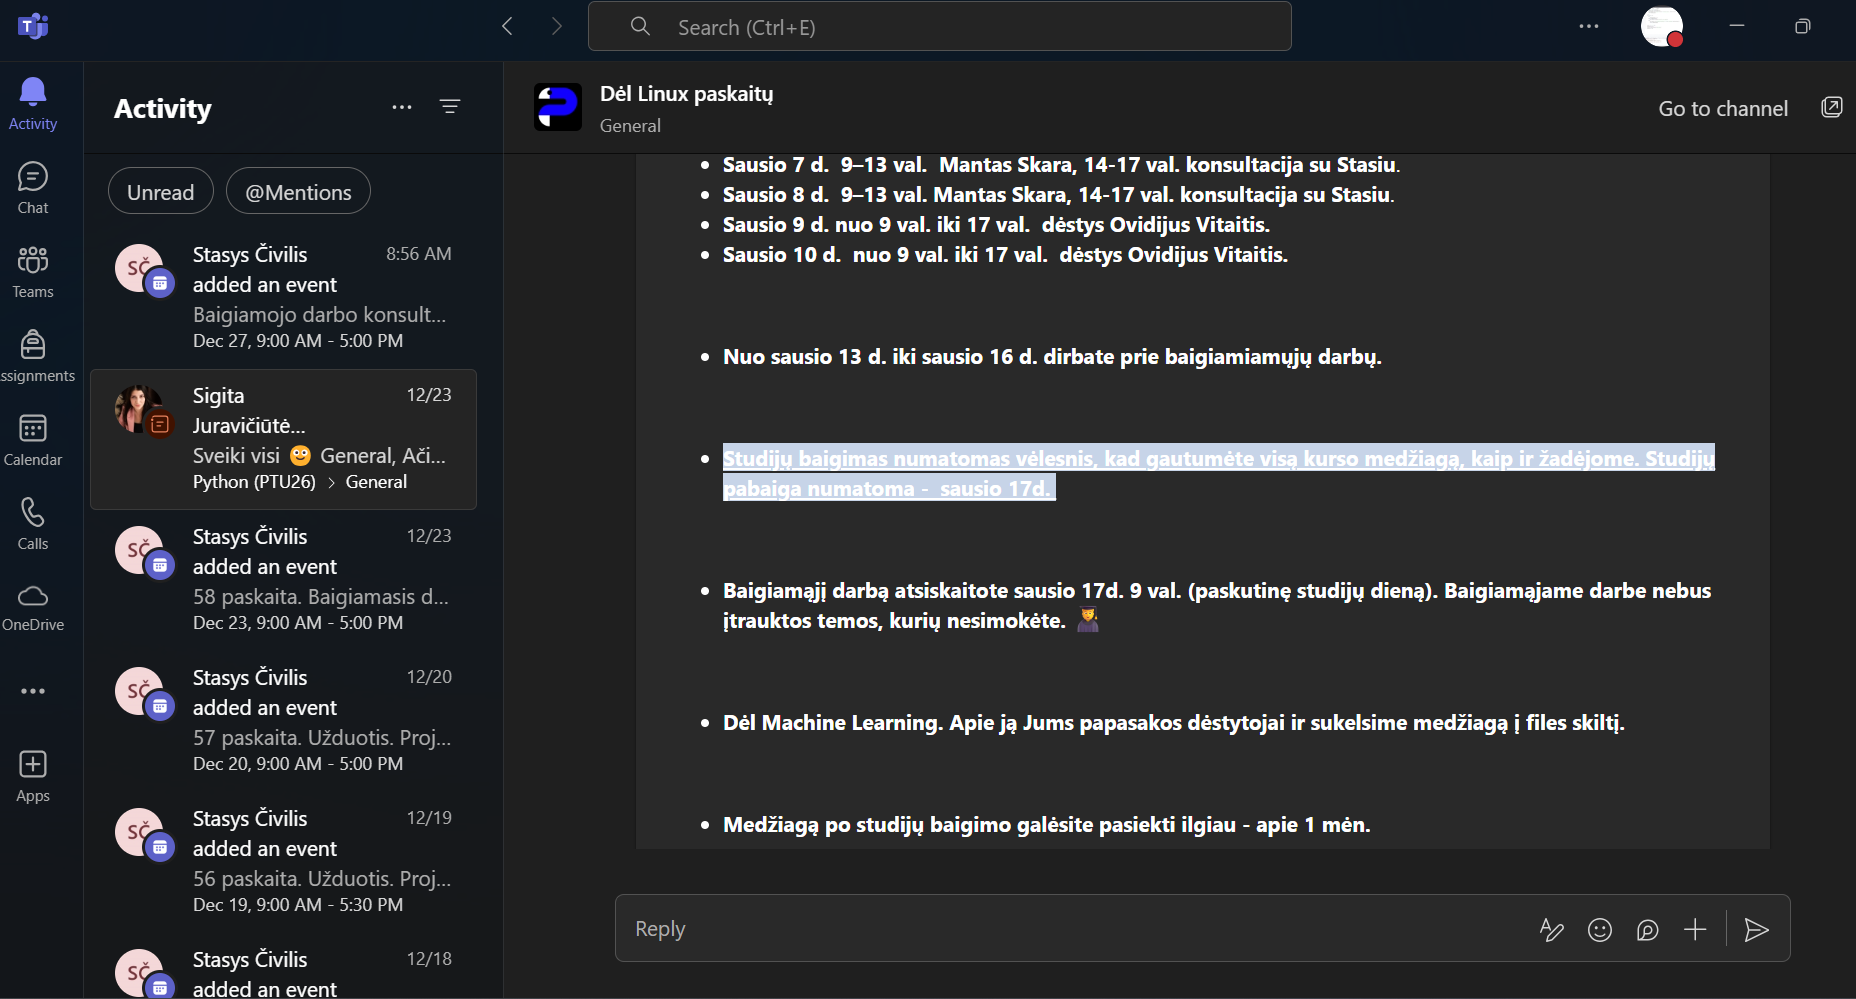 Search (Ctrl+E)
Activity
Chat
Teams
ssignments
Calendar
Calls
OneDrive
Apps
Activity
Unread
@Mentions
Stasys Čivilis 8:56 AM
added an event
Baigiamojo darbo konsult...
Dec 27, 9:00 AM - 5:00 PM
Sigita 12/23
Juravičiūtė...
Sveiki visi 🙂 General, Ači...
Python (PTU26) > General
Stasys Čivilis 12/23
added an event
58 paskaita. Baigiamasis d...
Dec 23, 9:00 AM - 5:00 PM
Stasys Čivilis 12/20
added an event
57 paskaita. Užduotis. Proj...
Dec 20, 9:00 AM - 5:00 PM
Stasys Čivilis 12/19
added an event
56 paskaita. Užduotis. Proj...
Dec 19, 9:00 AM - 5:30 PM
Stasys Čivilis 12/18
added an event
SČ
SČ
SČ
SČ
SČ
Dėl Linux paskaitų
General
Go to channel
• Sausio 7 d. 9–13 val. Mantas Skara, 14-17 val. konsultacija su Stasiu.
• Sausio 8 d. 9–13 val. Mantas Skara, 14-17 val. konsultacija su Stasiu.
• Sausio 9 d. nuo 9 val. iki 17 val. dėstys Ovidijus Vitaitis.
• Sausio 10 d. nuo 9 val. iki 17 val. dėstys Ovidijus Vitaitis.
• Nuo sausio 13 d. iki sausio 16 d. dirbate prie baigiamiamųjų darbų.
• Studijų baigimas numatomas vėlesnis, kad gautumėte visą kurso medžiagą, kaip ir žadėjome. Studijų
pabaiga numatoma - sausio 17d.
• Baigiamąjį darbą atsiskaitote sausio 17d. 9 val. (paskutinę studijų dieną). Baigiamąjame darbe nebus
įtrauktos temos, kurių nesimokėte. 👩‍🎓
• Dėl Machine Learning. Apie ją Jums papasakos dėstytojai ir sukelsime medžiagą į files skiltį.
• Medžiagą po studijų baigimo galėsite pasiekti ilgiau - apie 1 mėn.
Reply